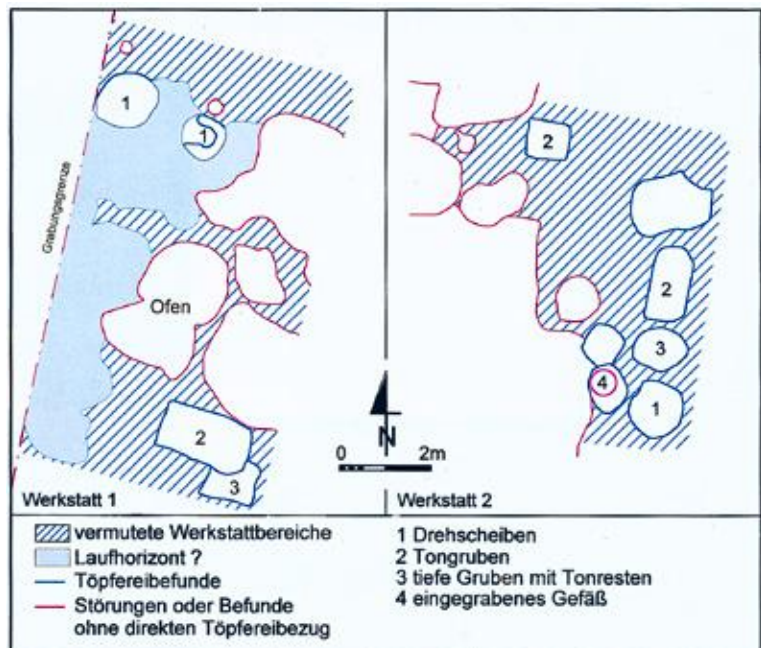 Grabungsgrenze
1
1
Ofen
2
3
Werkstatt 1
N
0 2m
2
2
3
4
1
Werkstatt 2
vermutete Werkstattbereiche
Laufhorizont ?
Töpfereibefunde
Störungen oder Befunde
ohne direkten Töpfereibezug
1 Drehscheiben
2 Tongruben
3 tiefe Gruben mit Tonresten
4 eingegrabenes Gefäß